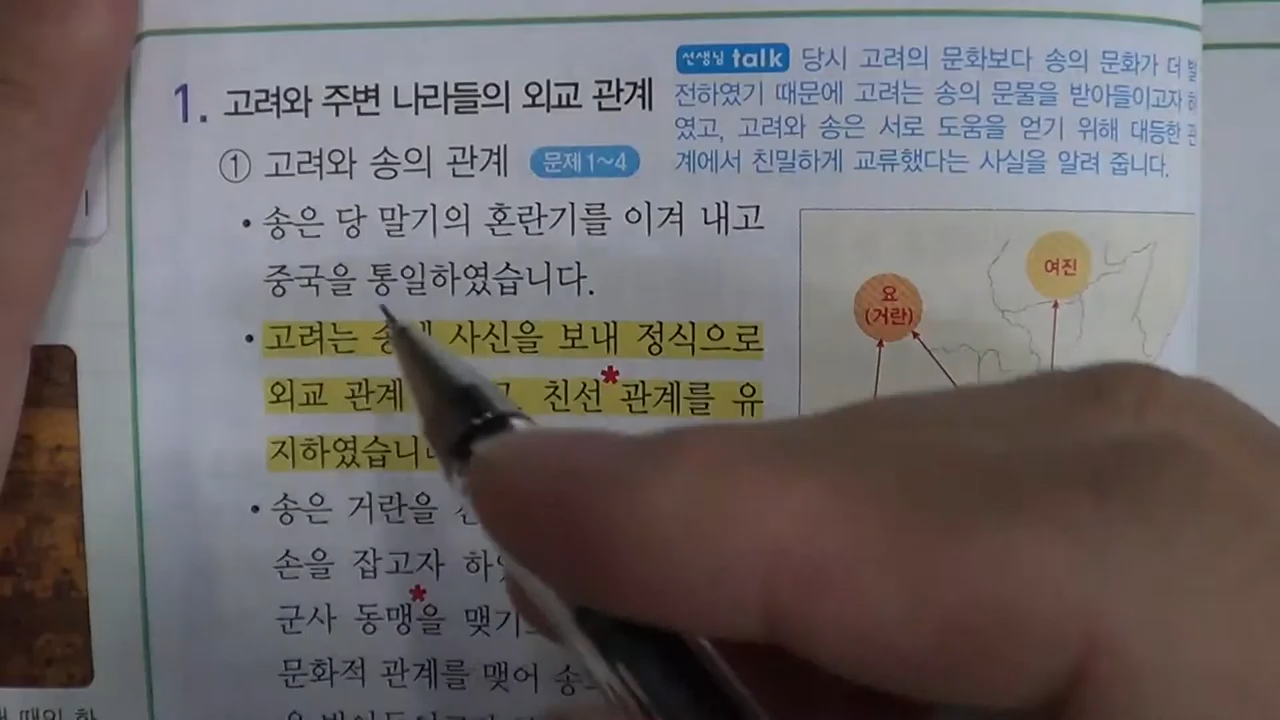 1. 고려와 주변 나라들의 외교 관계
선생님 talk 당시 고려의 문화보다 송의 문화가 더
전하였기 때문에 고려는 송의 문물을 받아들이고자
였고, 고려와 송은 서로 도움을 얻기 위해 대등한
계에서 친밀하게 교류했다는 사실을 알려 줍니다.
① 고려와 송의 관계 문제1~4
• 송은 당 말기의 혼란기를 이겨 내고
중국을 통일하였습니다.
• 고려는 사신을 보내 정식으로
외교 관계 친선* 관계를 유
지하였습니
• 송은 거란을
손을 잡고자
군사 동맹*을 맺기
문화적 관계를 맺어 송
요
(거란)
여진